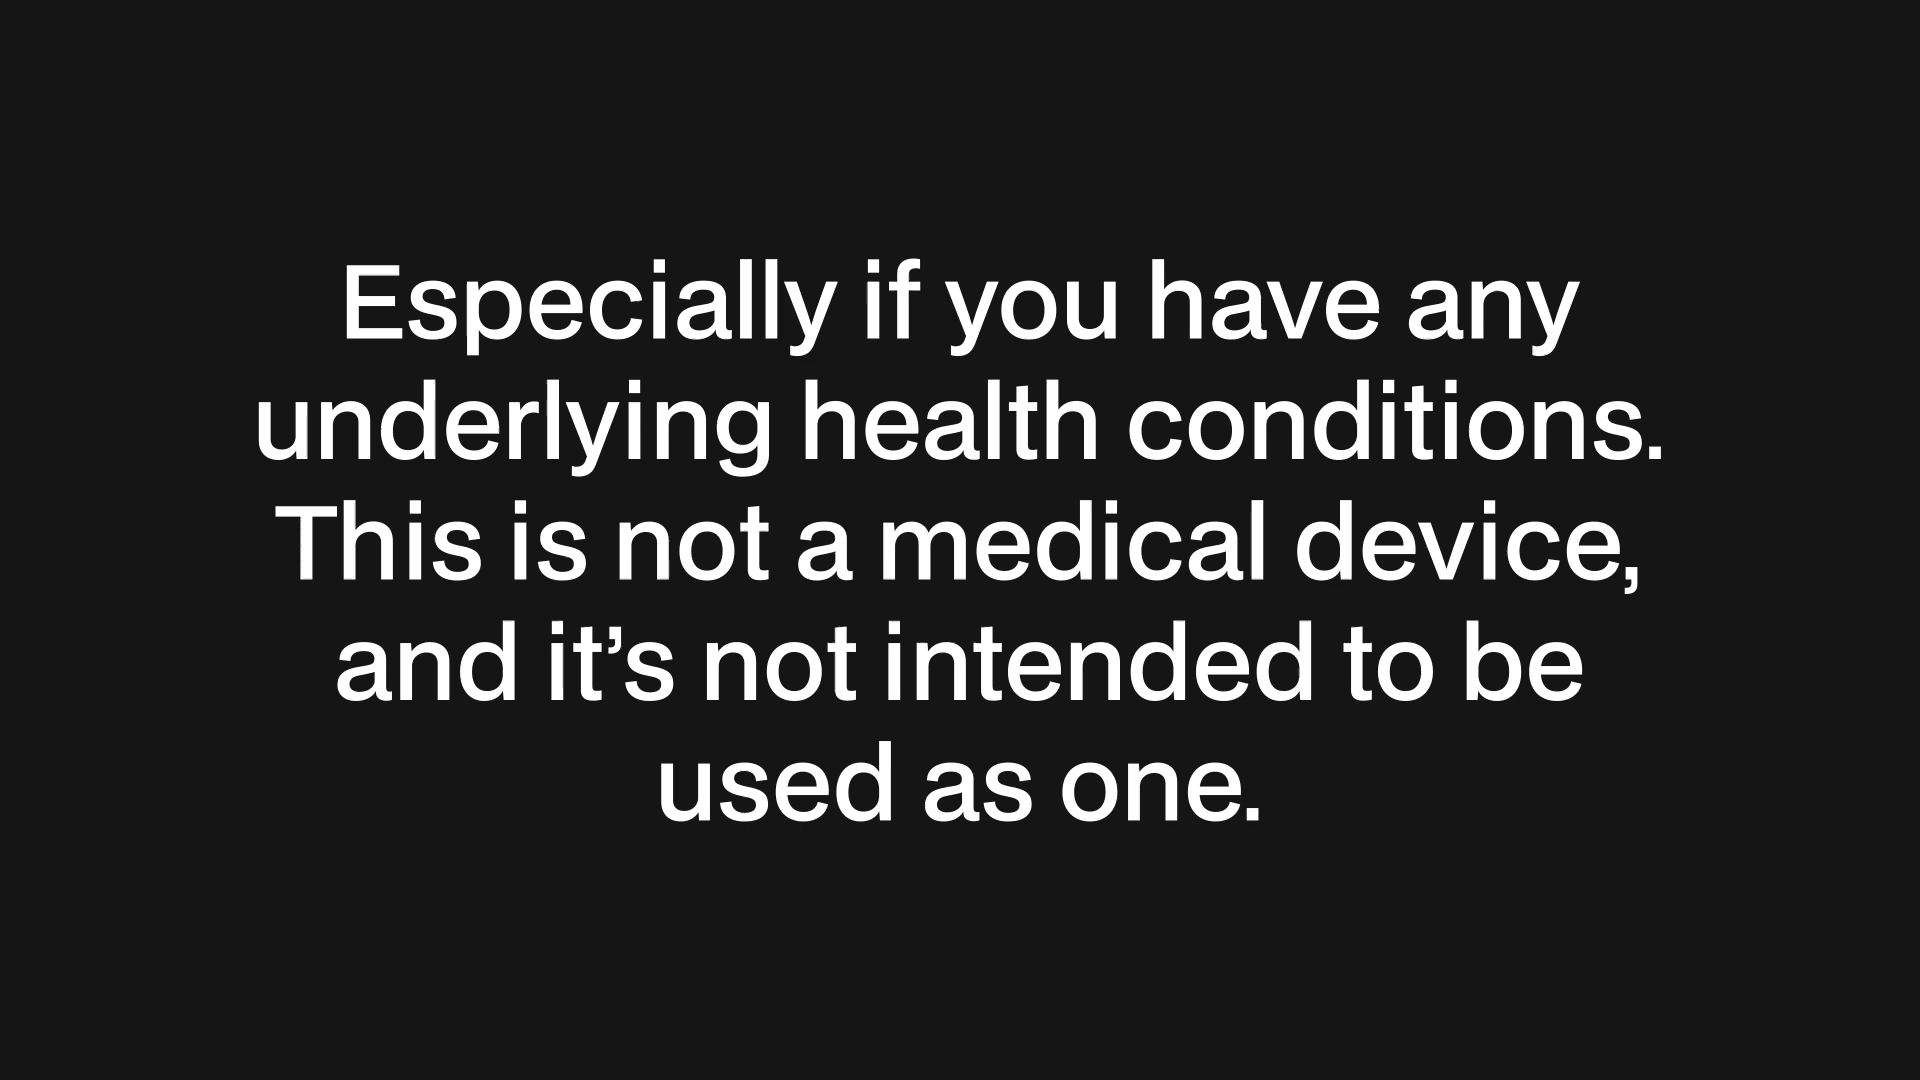 Especially if you have any
underlying health conditions.
This is not a medical device,
and it’s not intended to be
used as one.